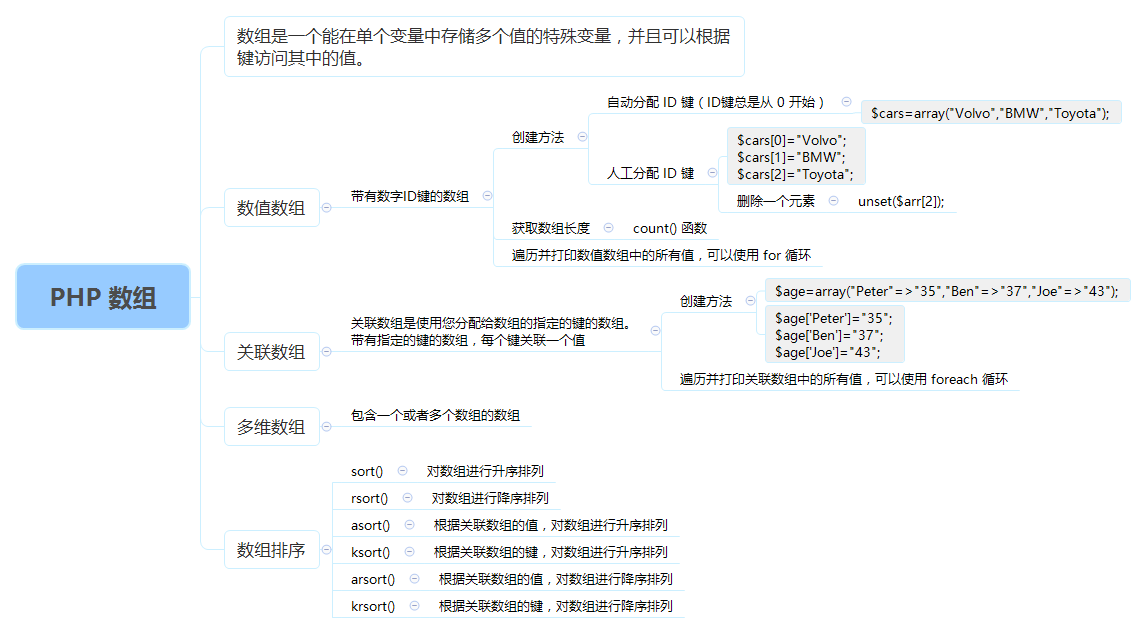 数组是一个能在单个变量中存储多个值的特殊变量，并且可以根据
键访问其中的值。
自动分配 ID 键（ID键总是从 0 开始）
$cars=array("Volvo","BMW","Toyota");
创建方法
$cars[0]="Volvo";
$cars[1]="BMW";
$cars[2]="Toyota";
人工分配 ID 键
删除一个元素
unset($arr[2]);
数值数组
带有数字ID键的数组
获取数组长度
count() 函数
遍历并打印数值数组中的所有值，可以使用 for 循环
PHP 数组
创建方法
$age=array("Peter"=>"35","Ben"=>"37","Joe"=>"43");
$age['Peter']="35";
$age['Ben']="37";
$age['Joe']="43";
关联数组
关联数组是使用您分配给数组的指定的键的数组。
带有指定的键的数组，每个键关联一个值
遍历并打印关联数组中的所有值，可以使用 foreach 循环
多维数组
包含一个或者多个数组的数组
数组排序
sort() 对数组进行升序排列
rsort() 对数组进行降序排列
asort() 根据关联数组的值，对数组进行升序排列
ksort() 根据关联数组的键，对数组进行升序排列
arsort() 根据关联数组的值，对数组进行降序排列
krsort() 根据关联数组的键，对数组进行降序排列